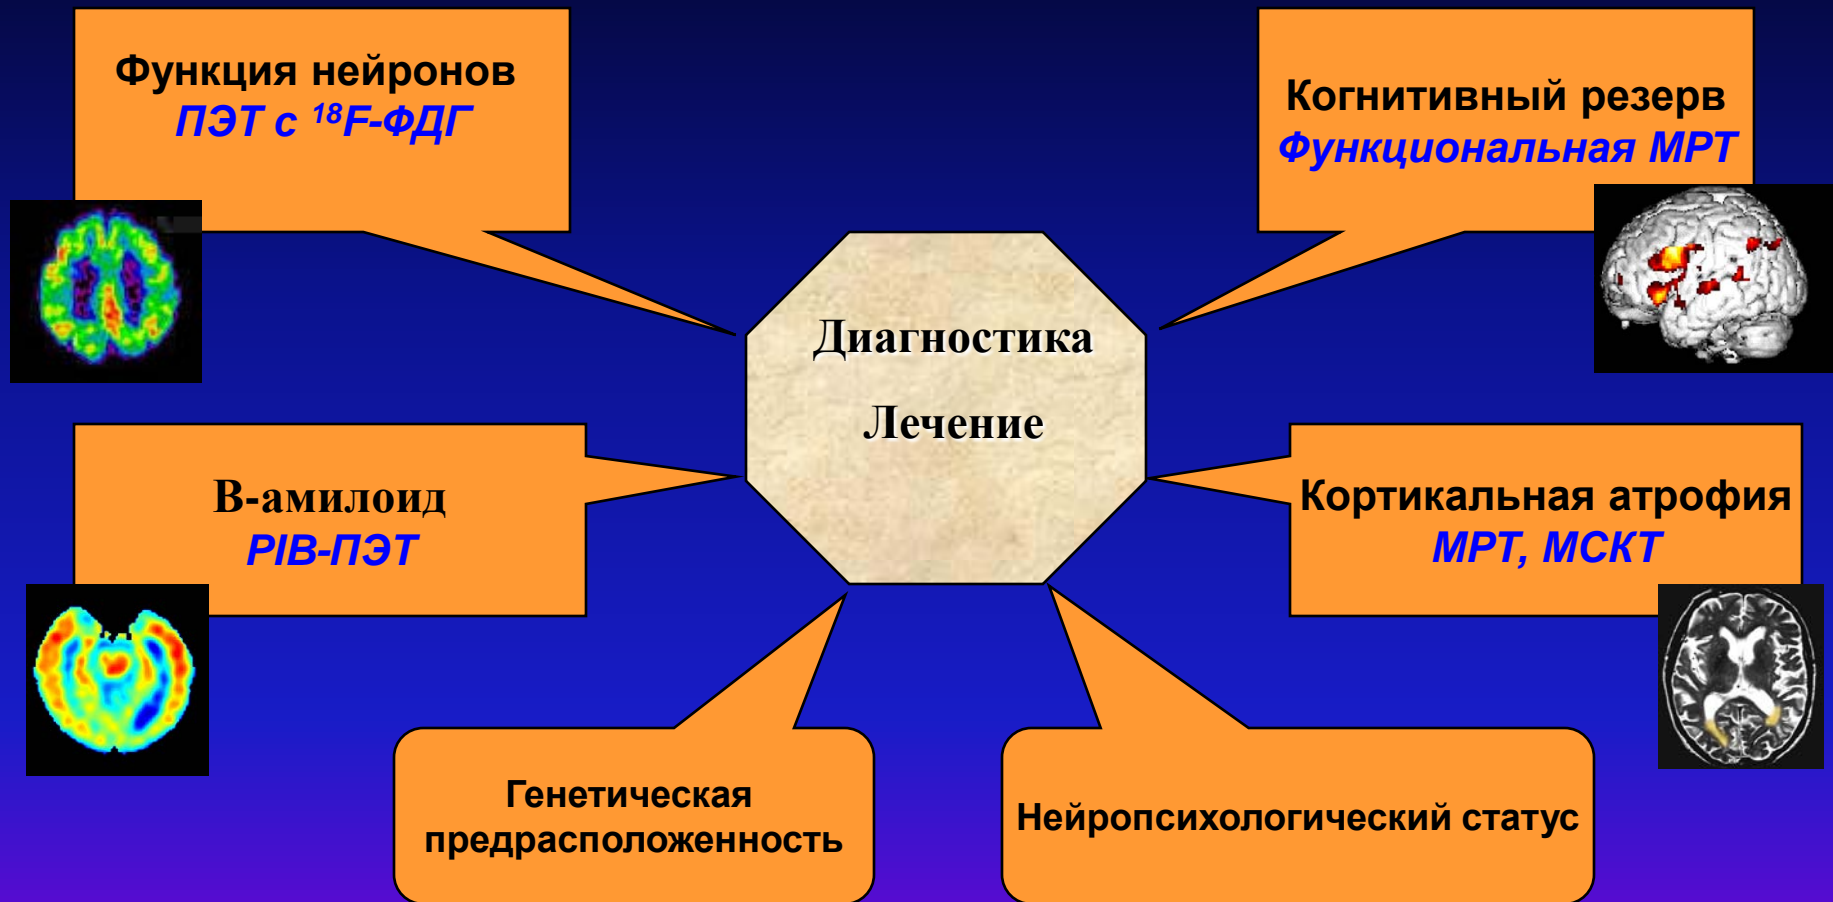 Функция нейронов
ПЭТ с ¹⁸F-ФДГ
Когнитивный резерв
Функциональная МРТ
Диагностика
Лечение
В-амилоид
PIB-ПЭТ
Кортикальная атрофия
МРТ, МСКТ
Генетическая
предрасположенность
Нейропсихологический статус